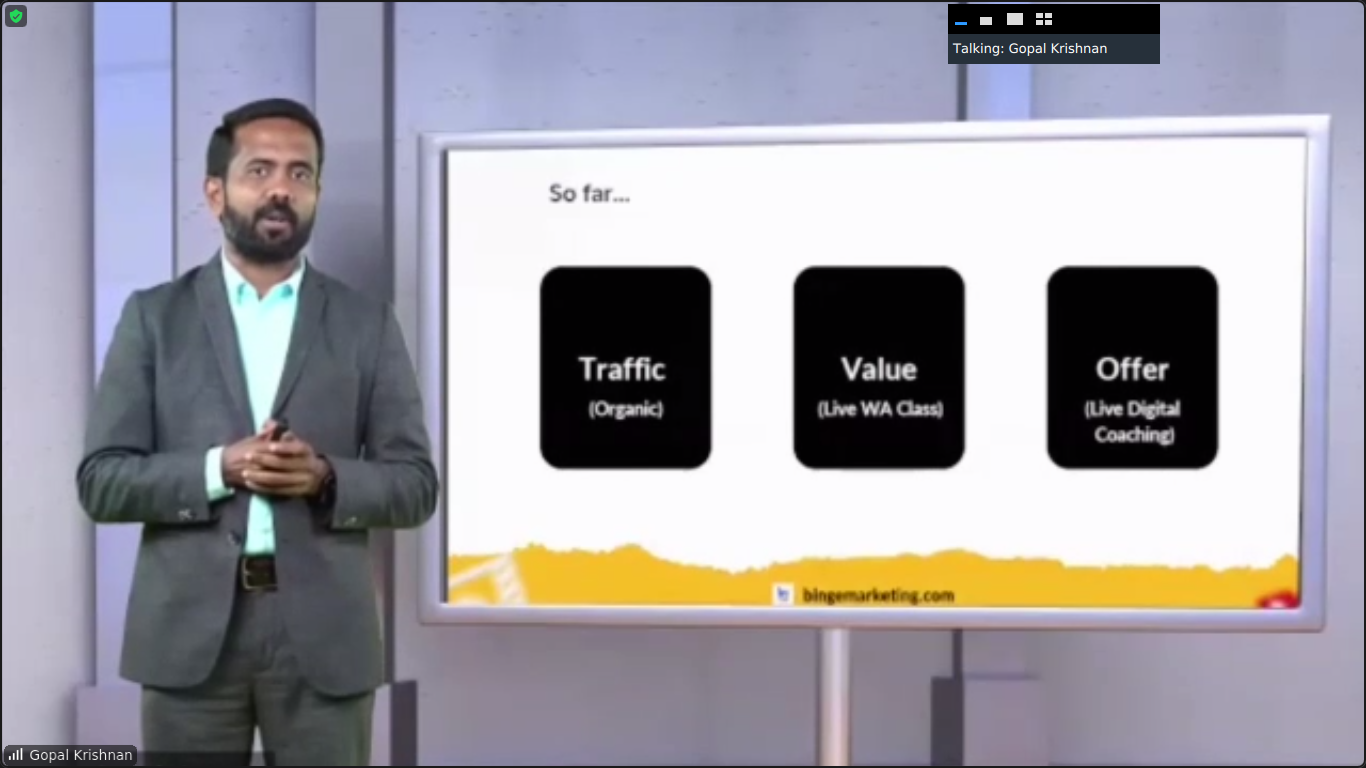 Talking: Gopal Krishnan
So far...
Traffic
(Organic)
Value
(Live WA Class)
Offer
(Live Digital
Coaching)
bingemarketing.com
Gopal Krishnan